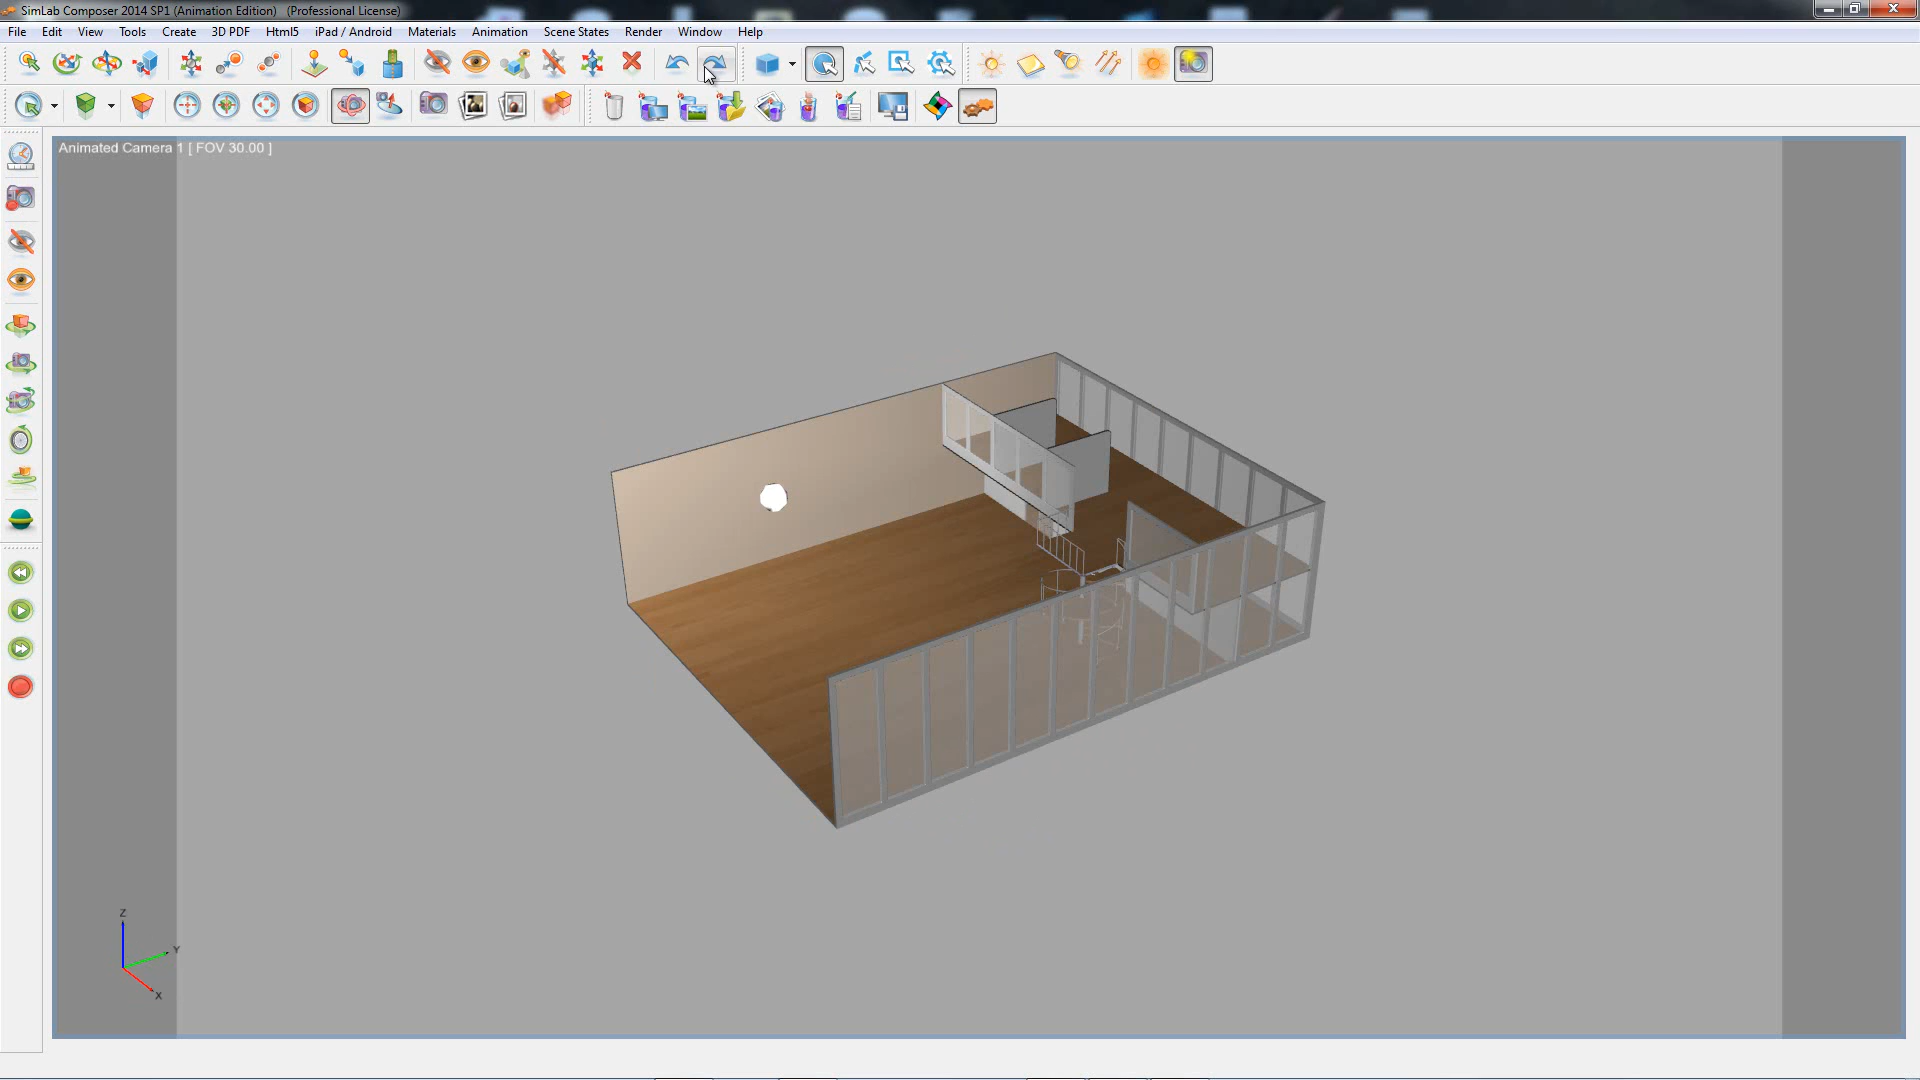 SimLab Composer 2014 SP1 (Animation Edition)   (Professional License)
File Edit View Tools Create 3D PDF Html5 iPad / Android Materials Animation Scene States Render Window Help
Animated Camera 1 [ FOV 30.00 ]
Z
Y
X